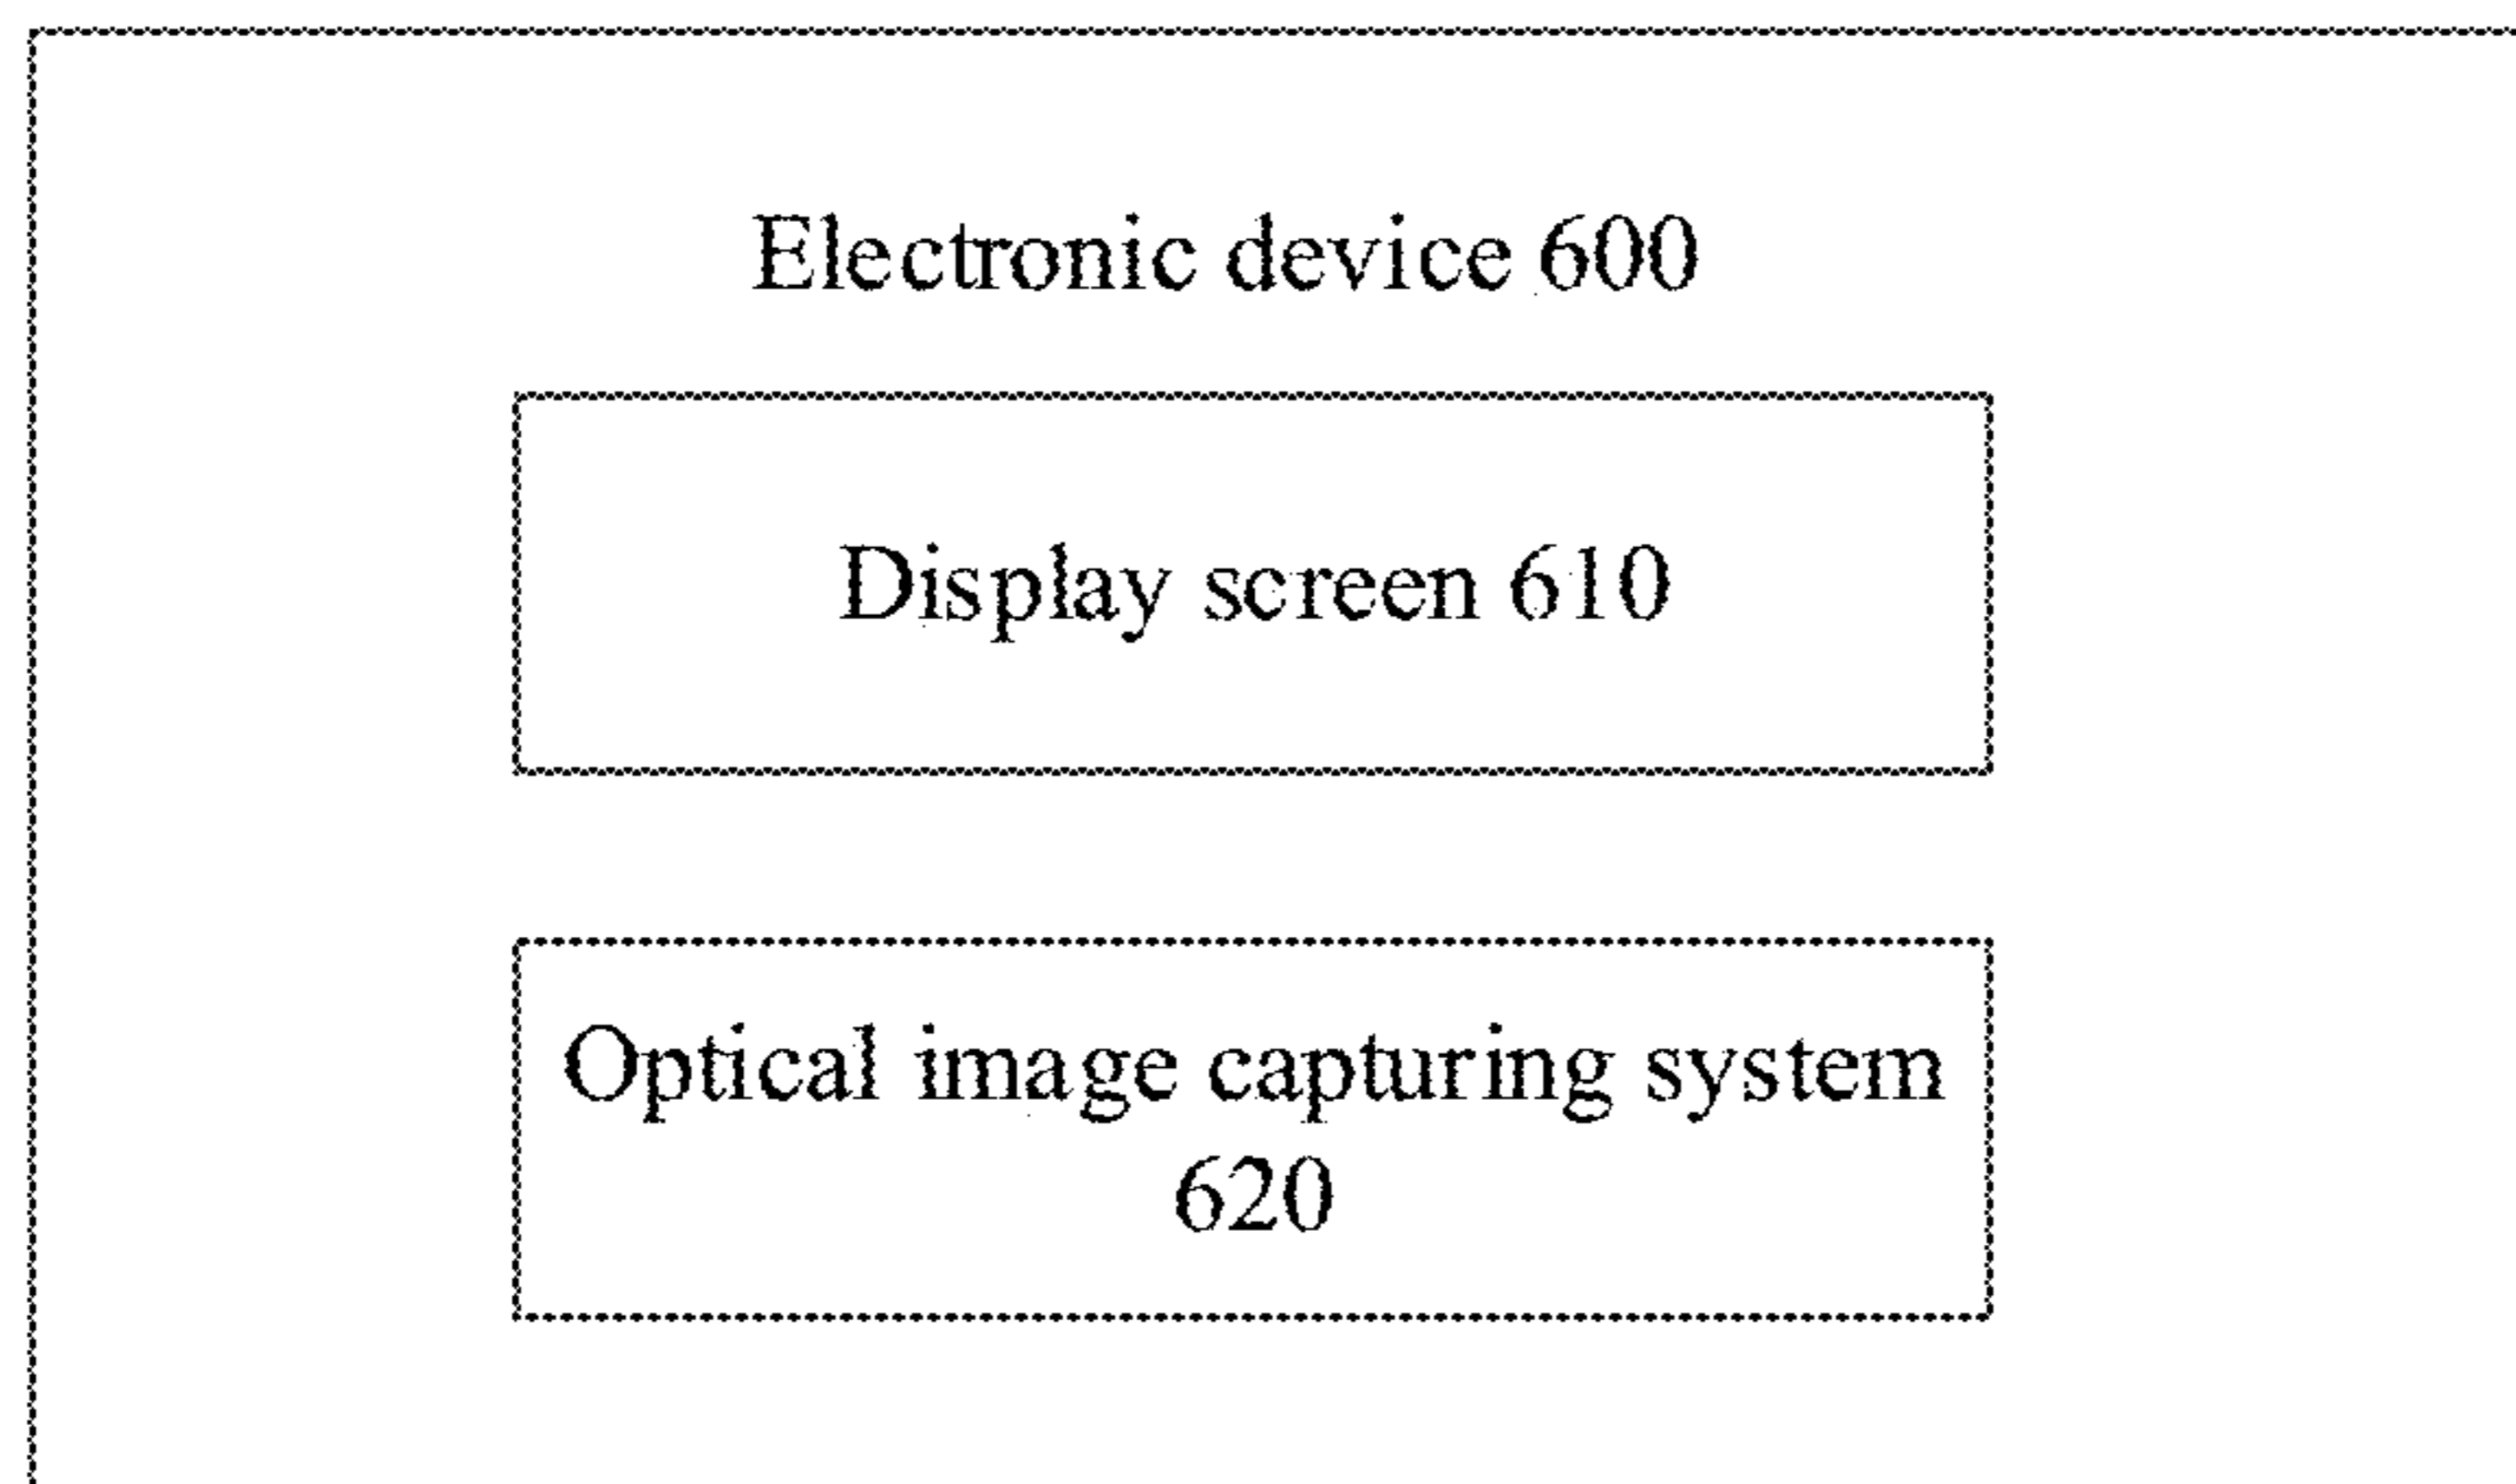 Electronic device 600
Display screen 610
Optical image capturing system
620